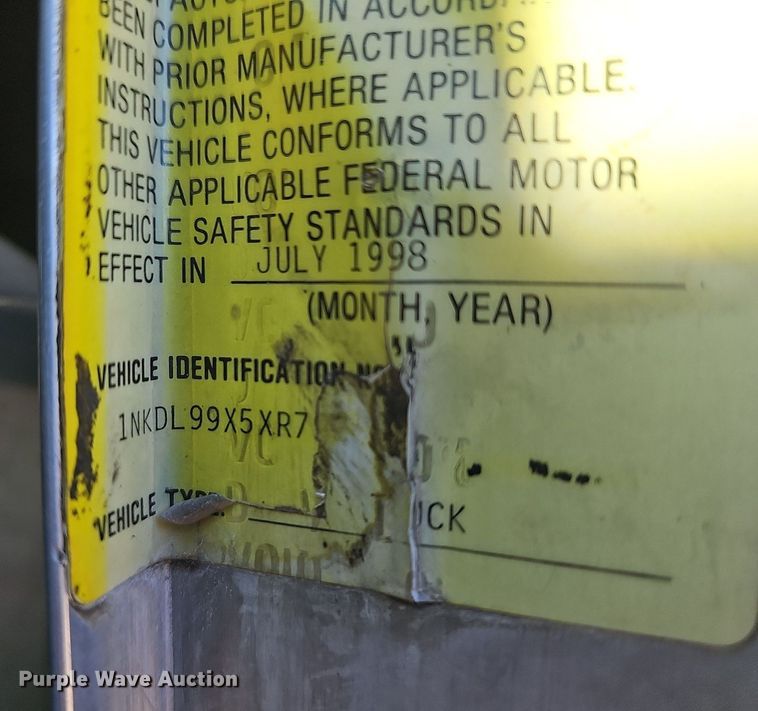 BEEN COMPLETED IN
WITH PRIOR MANUFACTURER'S
INSTRUCTIONS, WHERE APPLICABLE.
THIS VEHICLE CONFORMS TO ALL
OTHER APPLICABLE FEDERAL MOTOR
VEHICLE SAFETY STANDARDS IN
EFFECT IN JULY 1998
(MONTH, YEAR)
VEHICLE IDENTIFICATION
1NKDL99X5XR7
VEHICLE
UCK
Purple Wave Auction